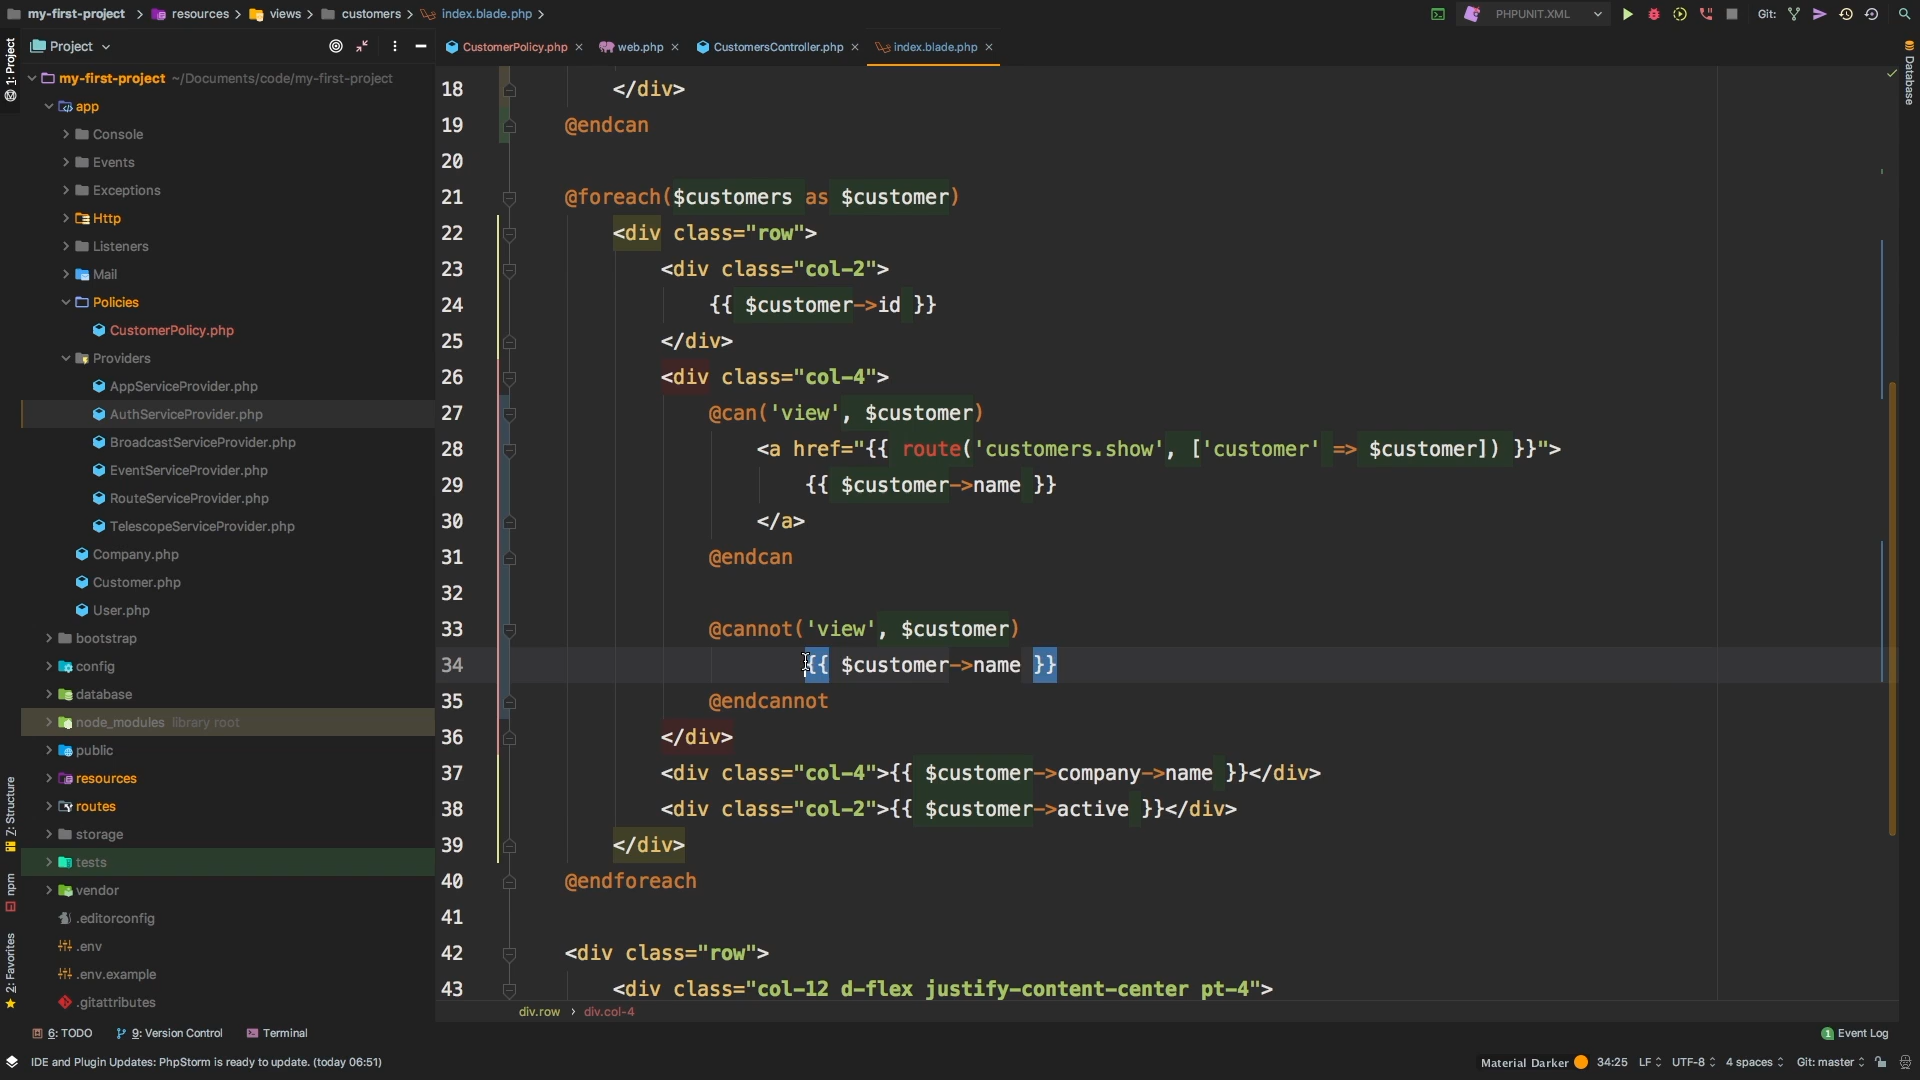 my-first-project > resources > views > customers > index.blade.php >
PHPUNIT.XML
Git:
Project
CustomerPolicy.php
web.php
CustomersController.php
index.blade.php
1: Project
Database
my-first-project ~/Documents/code/my-first-project
app
Console
Events
Exceptions
Http
Listeners
Mail
Policies
CustomerPolicy.php
Providers
AppServiceProvider.php
AuthServiceProvider.php
BroadcastServiceProvider.php
EventServiceProvider.php
RouteServiceProvider.php
TelescopeServiceProvider.php
Company.php
Customer.php
User.php
bootstrap
config
database
node_modules library root
public
resources
routes
storage
tests
vendor
.editorconfig
.env
.env.example
.gitattributes
Z: Structure
npm
2: Favorites
18 </div>
19 @endcan
20
21 @foreach($customers as $customer)
22 <div class="row">
23 <div class="col-2">
24 {{ $customer->id }}
25 </div>
26 <div class="col-4">
27 @can('view', $customer)
28 <a href="{{ route('customers.show', ['customer' => $customer]) }}">
29 {{ $customer->name }}
30 </a>
31 @endcan
32
33 @cannot('view', $customer)
34 {{ $customer->name }}
35 @endcannot
36 </div>
37 <div class="col-4">{{ $customer->company->name }}</div>
38 <div class="col-2">{{ $customer->active }}</div>
39 </div>
40 @endforeach
41
42 <div class="row">
43 <div class="col-12 d-flex justify-content-center pt-4">
div.row > div.col-4
6: TODO
9: Version Control
Terminal
1 Event Log
IDE and Plugin Updates: PhpStorm is ready to update. (today 06:51)
Material Darker
34:25
LF
UTF-8
4 spaces
Git: master